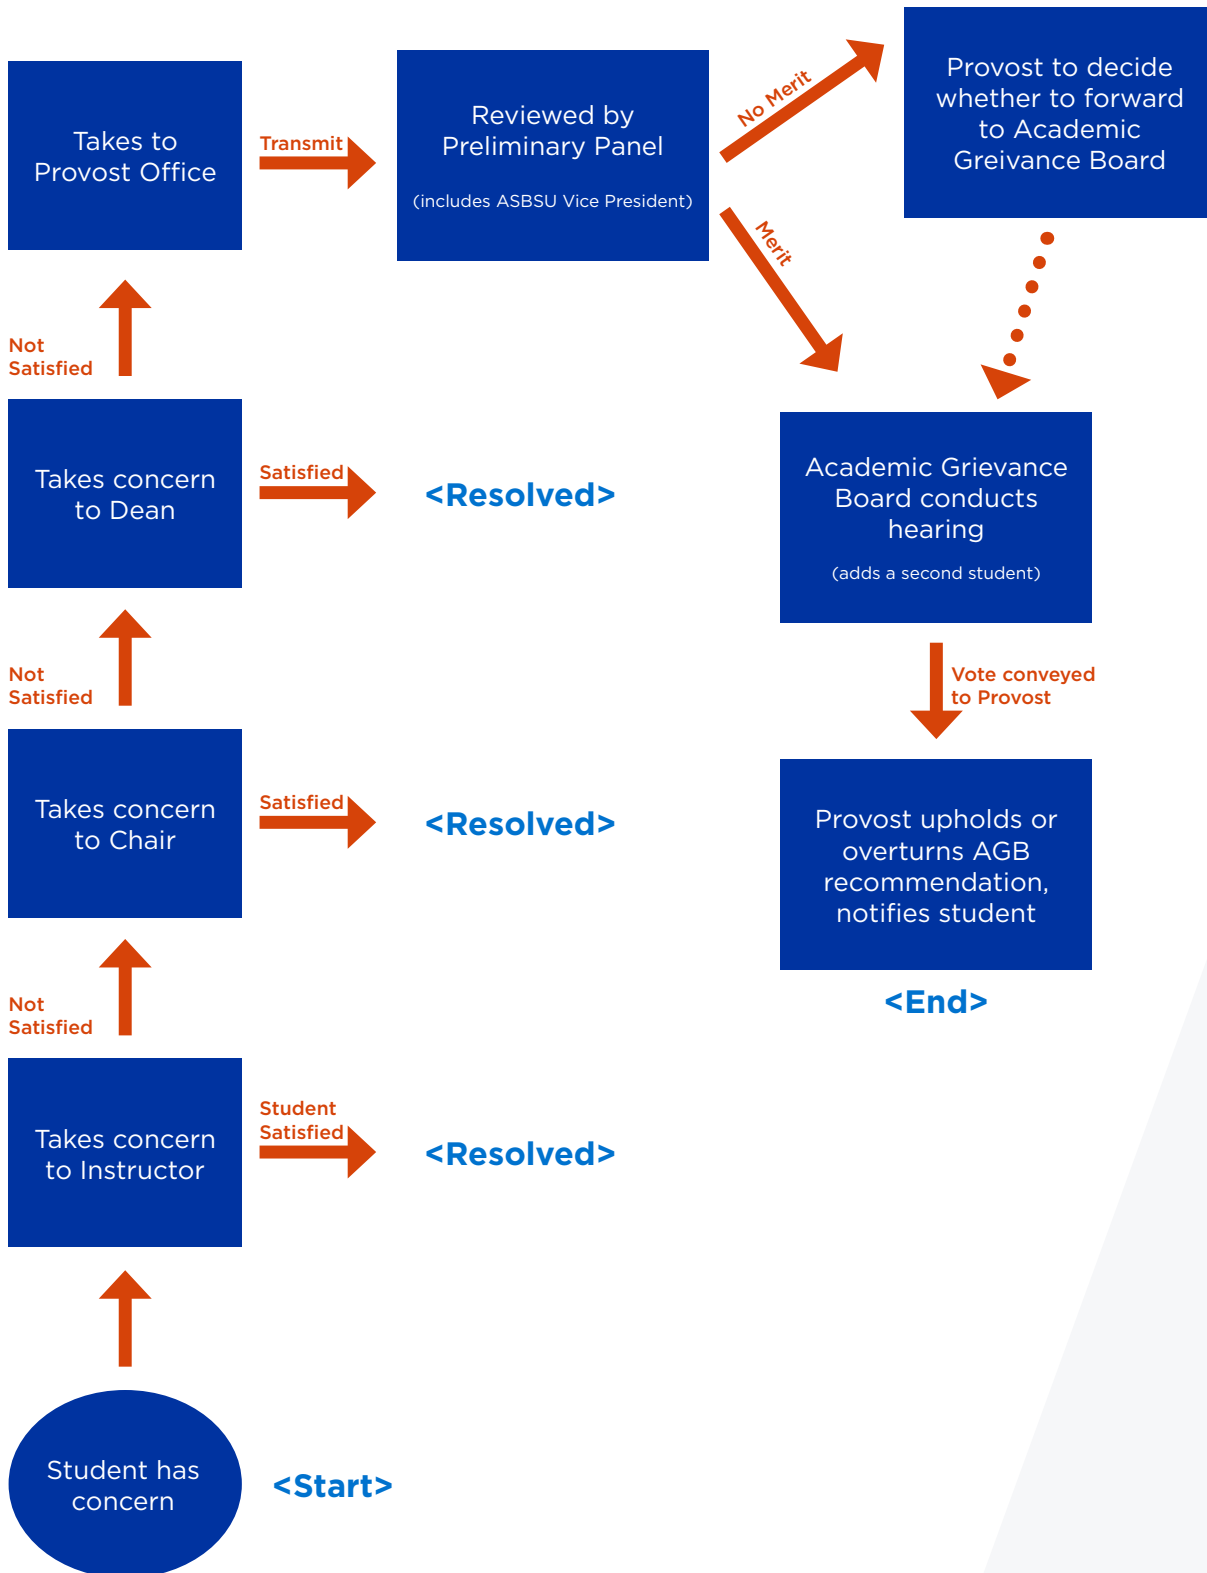 Takes to
Provost Office
Transmit
Reviewed by
Preliminary Panel
(includes ASBSU Vice President)
No Merit
Merit
Provost to decide
whether to forward
to Academic
Greivance Board
Not
Satisfied
Takes concern
to Dean
Satisfied
<Resolved>
Academic Grievance
Board conducts
hearing
(adds a second student)
Not
Satisfied
Vote conveyed
to Provost
Takes concern
to Chair
Satisfied
<Resolved>
Provost upholds or
overturns AGB
recommendation,
notifies student
<End>
Not
Satisfied
Takes concern
to Instructor
Student
Satisfied
<Resolved>
Student has
concern
<Start>